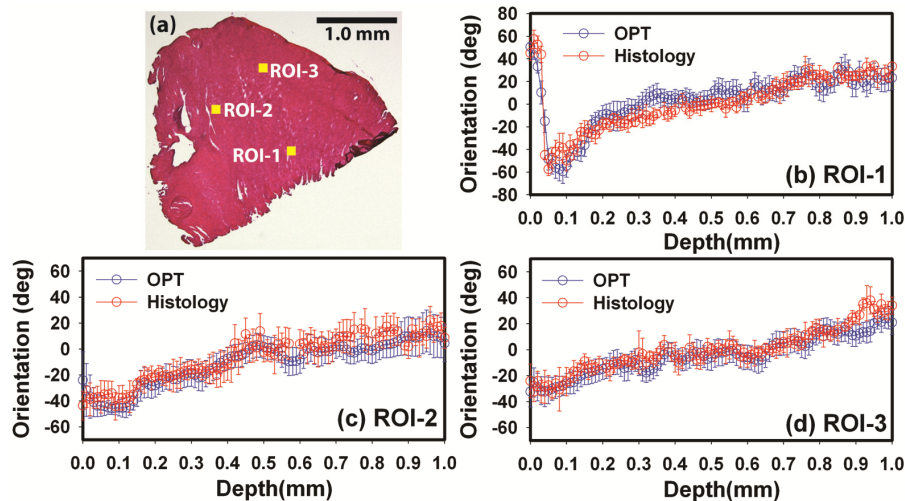 (a)
1.0 mm
ROI-3
ROI-2
ROI-1
Orientation (deg)
80
60
40
20
0
-20
-40
-60
-80
OPT
Histology
(b) ROI-1
0.0 0.1 0.2 0.3 0.4 0.5 0.6 0.7 0.8 0.9 1.0
Depth(mm)
Orientation (deg)
60
40
20
0
-20
-40
-60
OPT
Histology
(c) ROI-2
0.0 0.1 0.2 0.3 0.4 0.5 0.6 0.7 0.8 0.9 1.0
Depth(mm)
Orientation (deg)
60
40
20
0
-20
-40
-60
OPT
Histology
(d) ROI-3
0.0 0.1 0.2 0.3 0.4 0.5 0.6 0.7 0.8 0.9 1.0
Depth(mm)